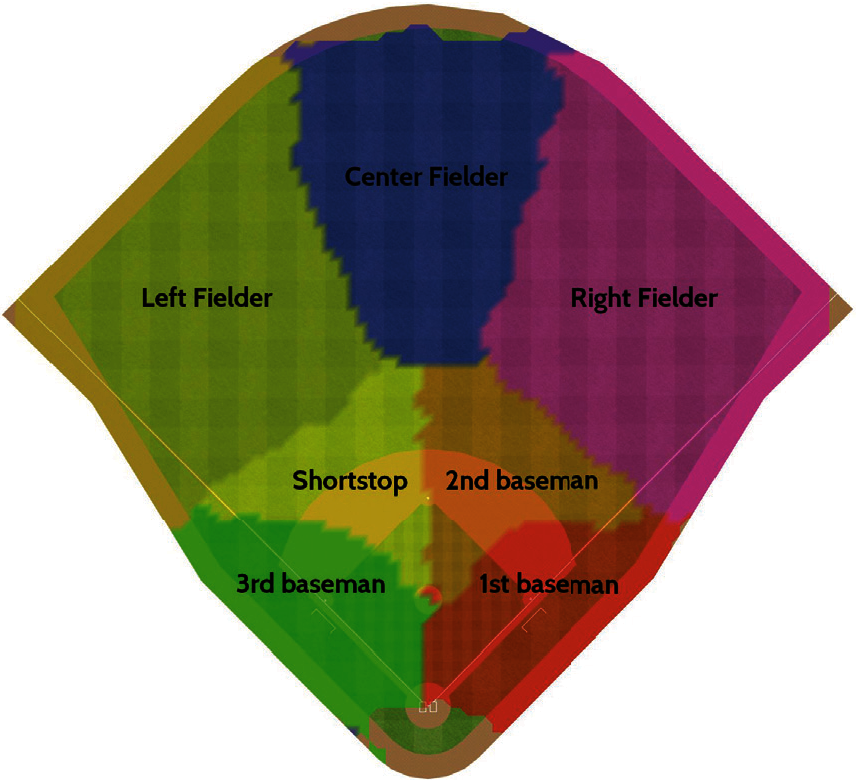 Center Fielder
Left Fielder
Right Fielder
Shortstop
2nd baseman
3rd baseman
1st baseman